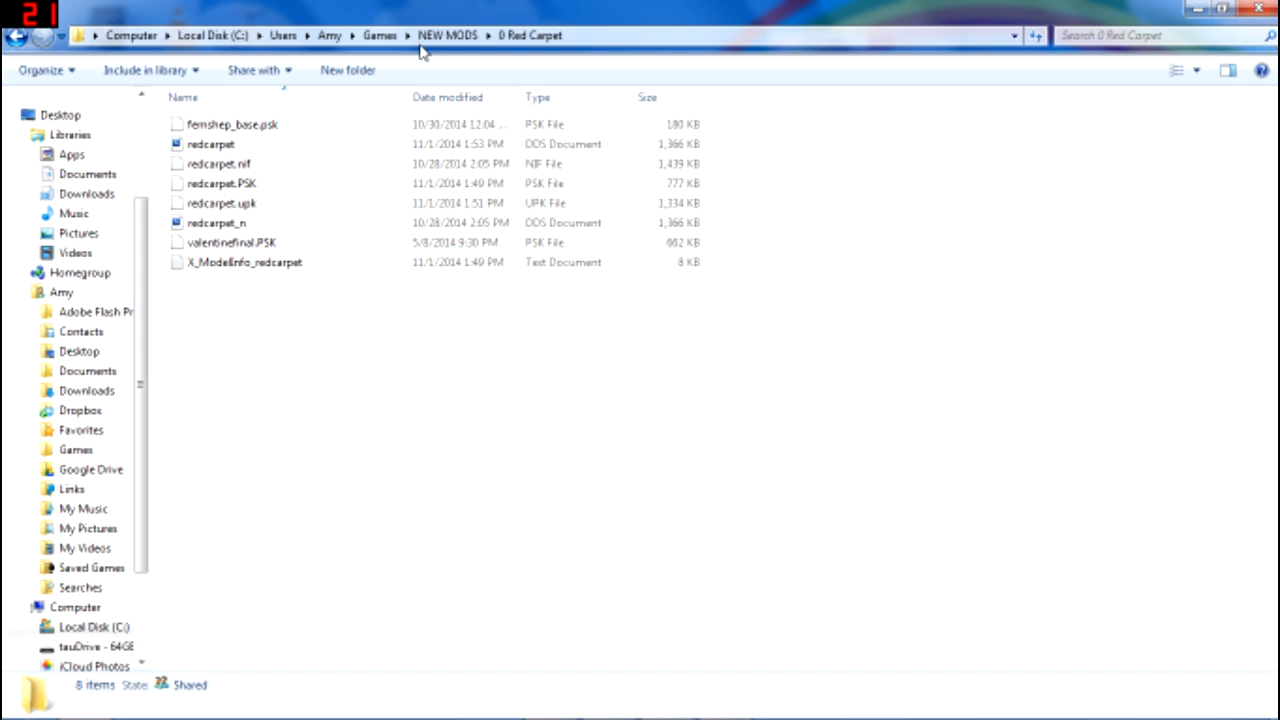 21
Computer Local Disk (C:) Users Amy Games NEW MODS 0 Red Carpet Search 0 Red Carpet
Organize Include in library Share with New folder
Name Date modified Type Size
femshep_base.psk 10/30/2014 12:04 ... PSK File 180 KB
redcarpet 11/1/2014 1:53 PM DDS Document 1,366 KB
redcarpet.nif 10/28/2014 2:05 PM NIF File 1,439 KB
redcarpet.PSK 11/1/2014 1:49 PM PSK File 777 KB
redcarpet.upk 11/1/2014 1:51 PM UPK File 1,334 KB
redcarpet_n 10/28/2014 2:05 PM DDS Document 1,366 KB
valentinefinal.PSK 5/8/2014 9:30 PM PSK File 662 KB
X_ModelInfo_redcarpet 11/1/2014 1:49 PM Text Document 8 KB
Desktop
Libraries
Apps
Documents
Downloads
Music
Pictures
Videos
Homegroup
Amy
Adobe Flash Pr
Contacts
Desktop
Documents
Downloads
Dropbox
Favorites
Games
Google Drive
Links
My Music
My Pictures
My Videos
Saved Games
Searches
Computer
Local Disk (C:)
tauDrive - 64GB
iCloud Photos
8 items State: Shared